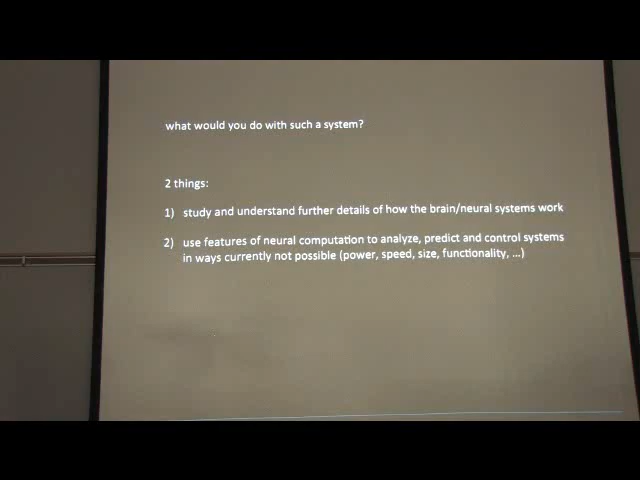 what would you do with such a system?
2 things:
1) study and understand further details of how the brain/neural systems work
2) use features of neural computation to analyze, predict and control systems
in ways currently not possible (power, speed, size, functionality, ...)